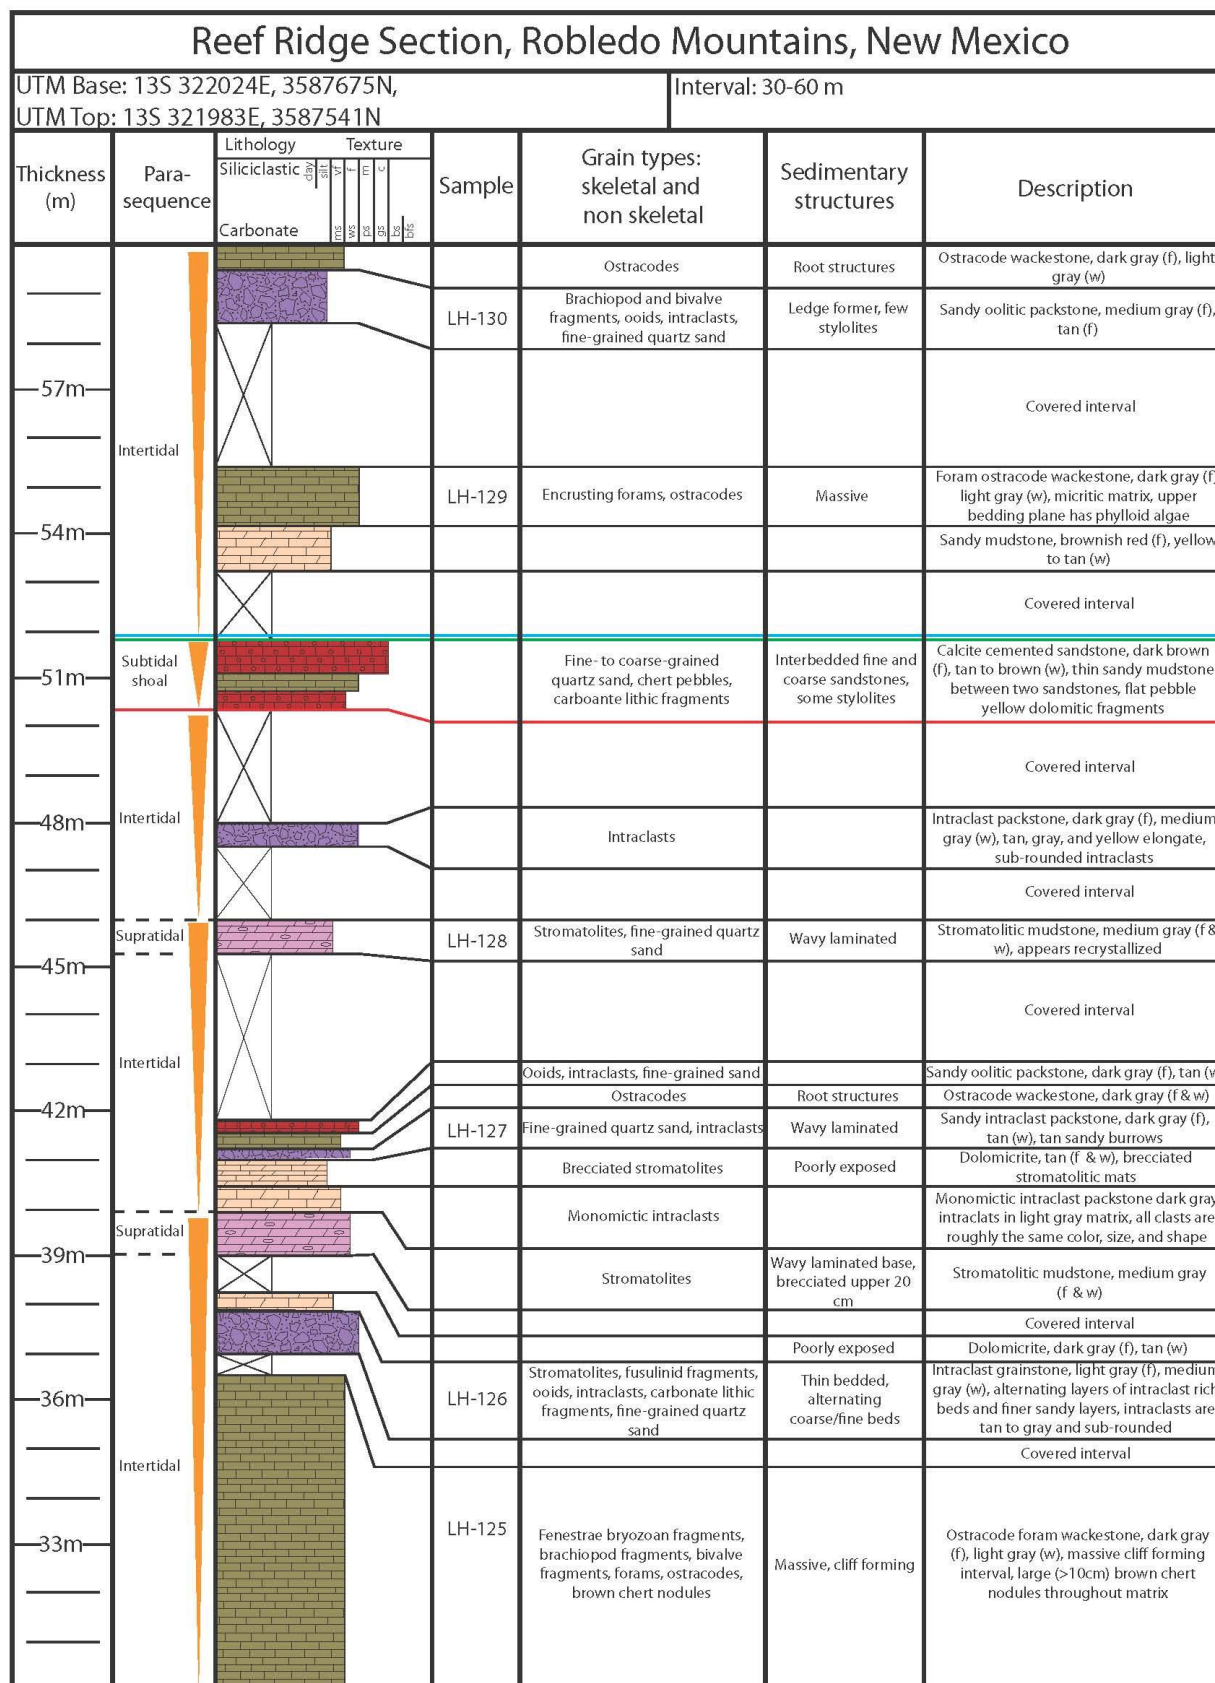 Reef Ridge Section, Robledo Mountains, New Mexico
UTM Base: 13S 322024E, 3587675N,
UTM Top: 13S 321983E, 3587541N
Interval: 30-60 m
Thickness
(m)
Para-
sequence
Lithology Texture
Siliciclastic
clay
silt
vf
f
m
c
Carbonate
ms
ws
ps
gs
bs
bfs
Sample
Grain types:
skeletal and
non skeletal
Sedimentary
structures
Description
Ostracodes
Root structures
Ostracode wackestone, dark gray (f), light
gray (w)
LH-130
Brachiopod and bivalve
fragments, ooids, intraclasts,
fine-grained quartz sand
Ledge former, few
stylolites
Sandy oolitic packstone, medium gray (f),
tan (f)
57m
Covered interval
Intertidal
LH-129
Encrusting forams, ostracodes
Massive
Foram ostracode wackestone, dark gray (f)
light gray (w), micritic matrix, upper
bedding plane has phylloid algae
54m
Sandy mudstone, brownish red (f), yellow
to tan (w)
Covered interval
Subtidal
shoal
51m
Fine- to coarse-grained
quartz sand, chert pebbles,
carboante lithic fragments
Interbedded fine and
coarse sandstones,
some stylolites
Calcite cemented sandstone, dark brown
(f), tan to brown (w), thin sandy mudstone
between two sandstones, flat pebble
yellow dolomitic fragments
Covered interval
48m
Intertidal
Intraclasts
Intraclast packstone, dark gray (f), medium
gray (w), tan, gray, and yellow elongate,
sub-rounded intraclasts
Covered interval
Supratidal
LH-128
Stromatolites, fine-grained quartz
sand
Wavy laminated
Stromatolitic mudstone, medium gray (f &
w), appears recrystallized
45m
Covered interval
Intertidal
Ooids, intraclasts, fine-grained sand
Sandy oolitic packstone, dark gray (f), tan (w
Ostracodes
Root structures
Ostracode wackestone, dark gray (f & w)
42m
LH-127
Fine-grained quartz sand, intraclasts
Wavy laminated
Sandy intraclast packstone, dark gray (f),
tan (w), tan sandy burrows
Brecciated stromatolites
Poorly exposed
Dolomicrite, tan (f & w), brecciated
stromatolitic mats
Supratidal
Monomictic intraclasts
Monomictic intraclast packstone dark gray
intraclats in light gray matrix, all clasts are
roughly the same color, size, and shape
39m
Stromatolites
Wavy laminated base,
brecciated upper 20
cm
Stromatolitic mudstone, medium gray
(f & w)
Covered interval
Poorly exposed
Dolomicrite, dark gray (f), tan (w)
36m
LH-126
Stromatolites, fusulinid fragments,
ooids, intraclasts, carbonate lithic
fragments, fine-grained quartz
sand
Thin bedded,
alternating
coarse/fine beds
Intraclast grainstone, light gray (f), medium
gray (w), alternating layers of intraclast rich
beds and finer sandy layers, intraclasts are
tan to gray and sub-rounded
Covered interval
Intertidal
33m
LH-125
Fenestrae bryozoan fragments,
brachiopod fragments, bivalve
fragments, forams, ostracodes,
brown chert nodules
Massive, cliff forming
Ostracode foram wackestone, dark gray
(f), light gray (w), massive cliff forming
interval, large (>10cm) brown chert
nodules throughout matrix